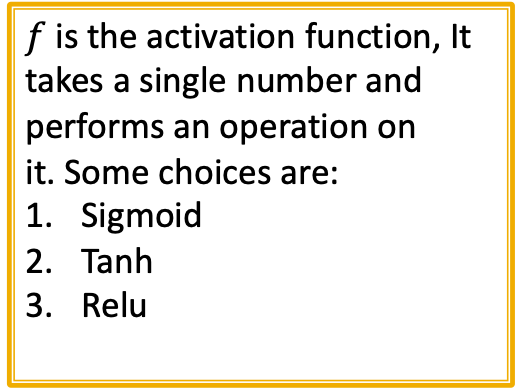 f is the activation function, It
takes a single number and
performs an operation on
it. Some choices are:
1. Sigmoid
2. Tanh
3. Relu